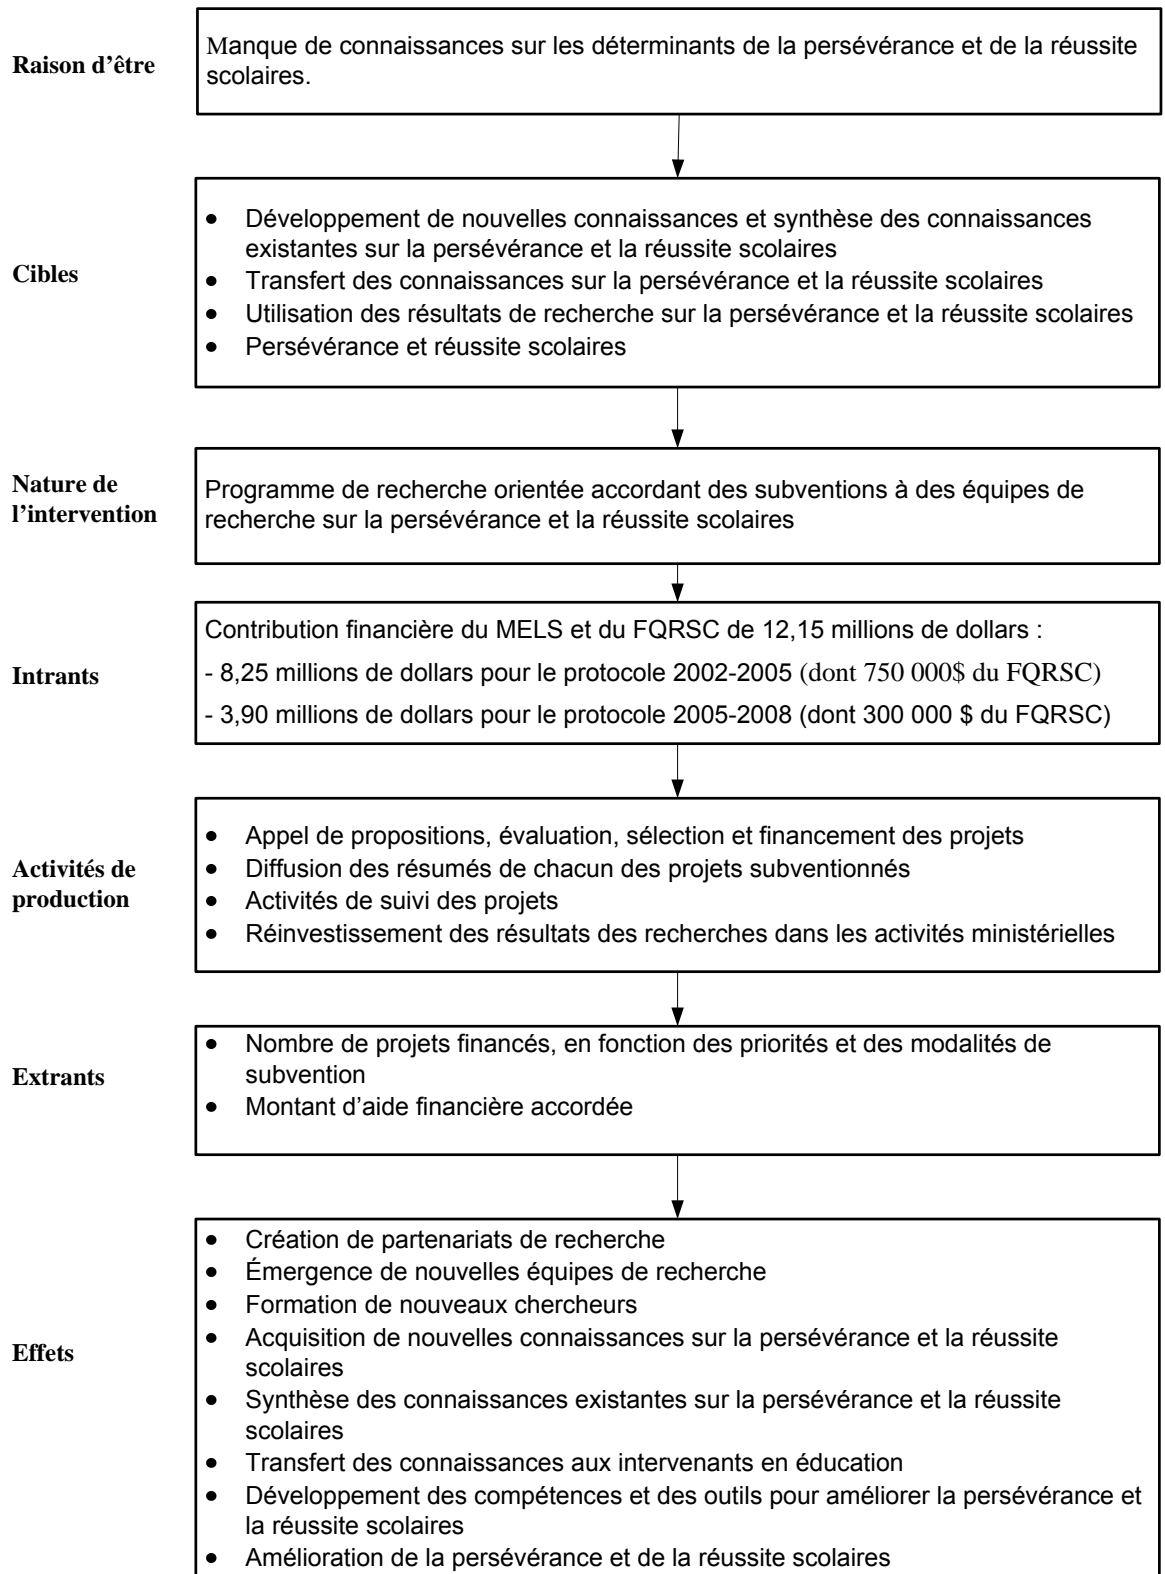 Raison d'être
Manque de connaissances sur les déterminants de la persévérance et de la réussite
scolaires.
Cibles
• Développement de nouvelles connaissances et synthèse des connaissances
existantes sur la persévérance et la réussite scolaires
• Transfert des connaissances sur la persévérance et la réussite scolaires
• Utilisation des résultats de recherche sur la persévérance et la réussite scolaires
• Persévérance et réussite scolaires
Nature de
l'intervention
Programme de recherche orientée accordant des subventions à des équipes de
recherche sur la persévérance et la réussite scolaires
Intrants
Contribution financière du MELS et du FQRSC de 12,15 millions de dollars :
- 8,25 millions de dollars pour le protocole 2002-2005 (dont 750 000$ du FQRSC)
- 3,90 millions de dollars pour le protocole 2005-2008 (dont 300 000 $ du FQRSC)
Activités de
production
• Appel de propositions, évaluation, sélection et financement des projets
• Diffusion des résumés de chacun des projets subventionnés
• Activités de suivi des projets
• Réinvestissement des résultats des recherches dans les activités ministérielles
Extrants
• Nombre de projets financés, en fonction des priorités et des modalités de
subvention
• Montant d'aide financière accordée
Effets
• Création de partenariats de recherche
• Émergence de nouvelles équipes de recherche
• Formation de nouveaux chercheurs
• Acquisition de nouvelles connaissances sur la persévérance et la réussite
scolaires
• Synthèse des connaissances existantes sur la persévérance et la réussite
scolaires
• Transfert des connaissances aux intervenants en éducation
• Développement des compétences et des outils pour améliorer la persévérance et
la réussite scolaires
• Amélioration de la persévérance et de la réussite scolaires